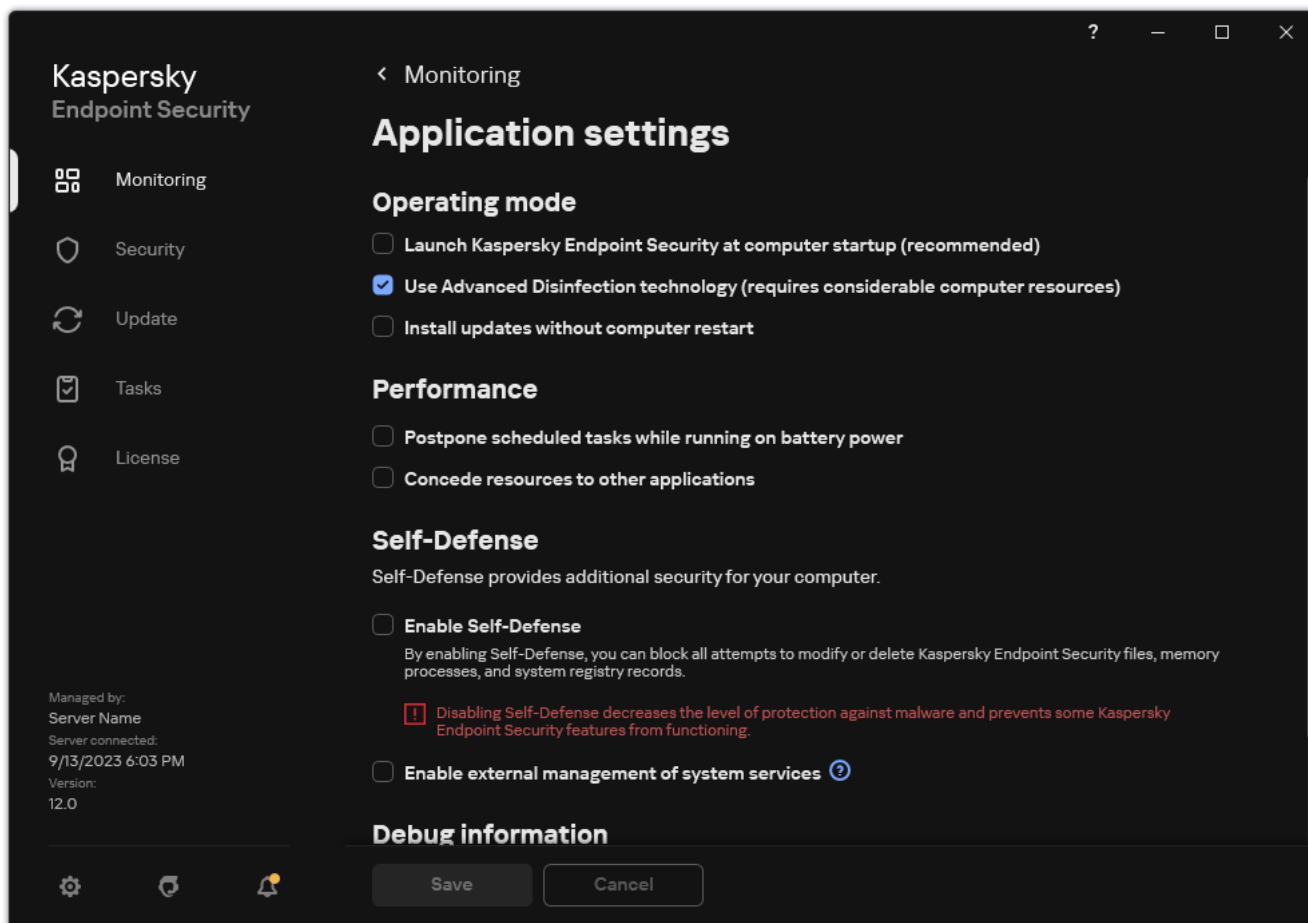 ?
Kaspersky
Endpoint Security
Monitoring
Security
Update
Tasks
License
Managed by:
Server Name
Server connected:
9/13/2023 6:03 PM
Version:
12.0
Monitoring
Application settings
Operating mode
Launch Kaspersky Endpoint Security at computer startup (recommended)
Use Advanced Disinfection technology (requires considerable computer resources)
Install updates without computer restart
Performance
Postpone scheduled tasks while running on battery power
Concede resources to other applications
Self-Defense
Self-Defense provides additional security for your computer.
Enable Self-Defense
By enabling Self-Defense, you can block all attempts to modify or delete Kaspersky Endpoint Security files, memory
processes, and system registry records.
Disabling Self-Defense decreases the level of protection against malware and prevents some Kaspersky
Endpoint Security features from functioning.
Enable external management of system services ?
Debug information
Save
Cancel